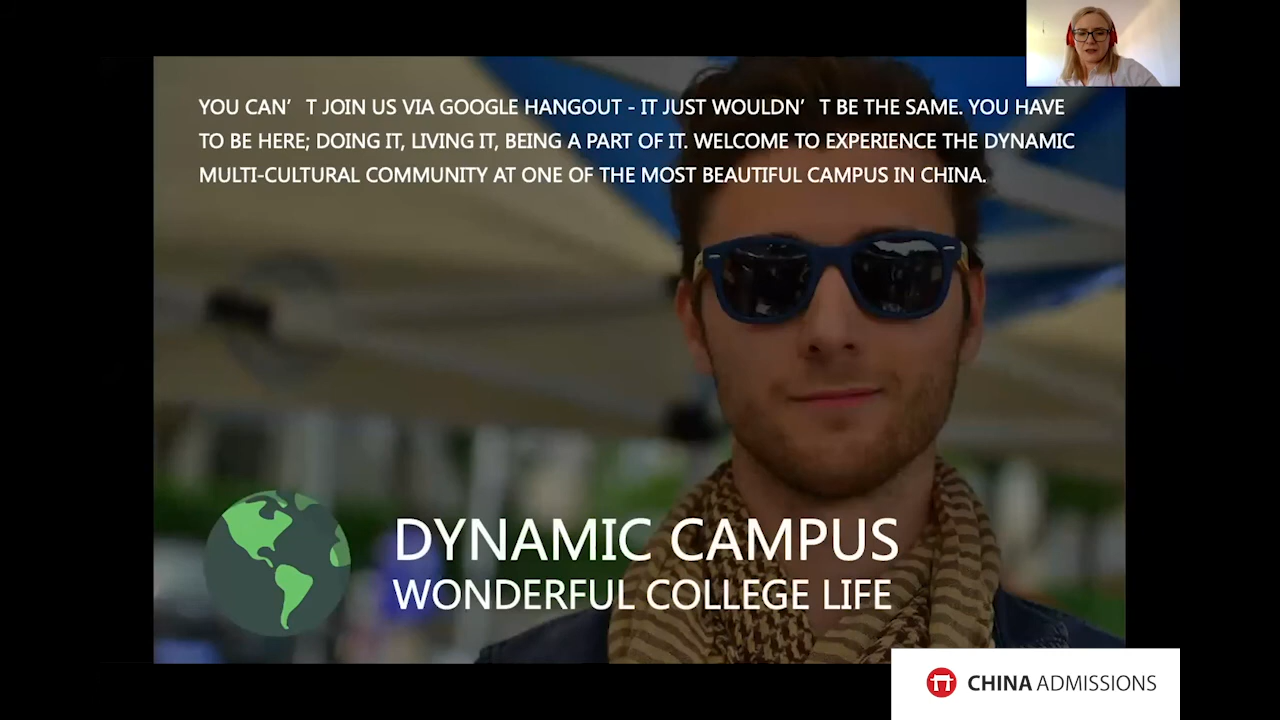 YOU CAN’ T JOIN US VIA GOOGLE HANGOUT - IT JUST WOULDN’ T BE THE SAME. YOU HAVE
TO BE HERE; DOING IT, LIVING IT, BEING A PART OF IT. WELCOME TO EXPERIENCE THE DYNAMIC
MULTI-CULTURAL COMMUNITY AT ONE OF THE MOST BEAUTIFUL CAMPUS IN CHINA.
DYNAMIC CAMPUS
WONDERFUL COLLEGE LIFE
CHINA ADMISSIONS